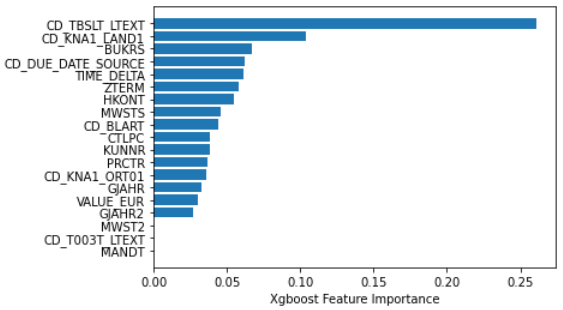 CD_TBSLT_LTEXT
CD_KNA1_LAND1
BUKRS
CD_DUE_DATE_SOURCE
TIME_DELTA
ZTERM
HKONT
MWSTS
CD_BLART
CTLPC
KUNNR
PRCTR
CD_KNA1_ORT01
GJAHR
VALUE_EUR
GJAHR2
MWST2
CD_T003T_LTEXT
MANDT
0.00 0.05 0.10 0.15 0.20 0.25
Xgboost Feature Importance